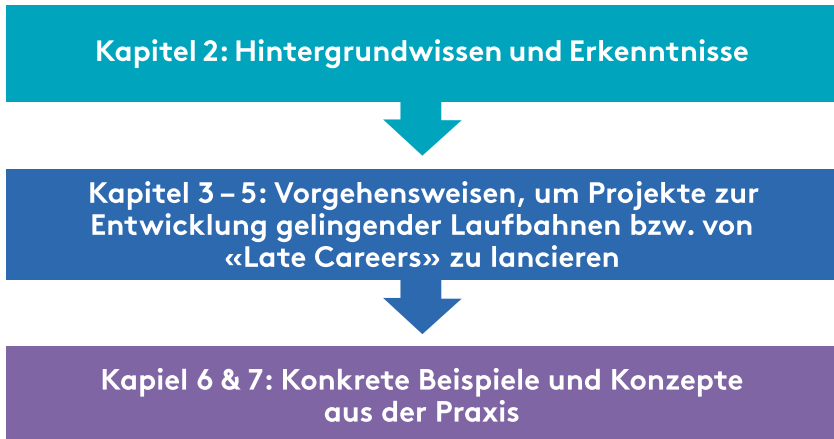 Kapitel 2: Hintergrundwissen und Erkenntnisse
Kapitel 3 – 5: Vorgehensweisen, um Projekte zur
Entwicklung gelingender Laufbahnen bzw. von
«Late Careers» zu lancieren
Kapiel 6 & 7: Konkrete Beispiele und Konzepte
aus der Praxis